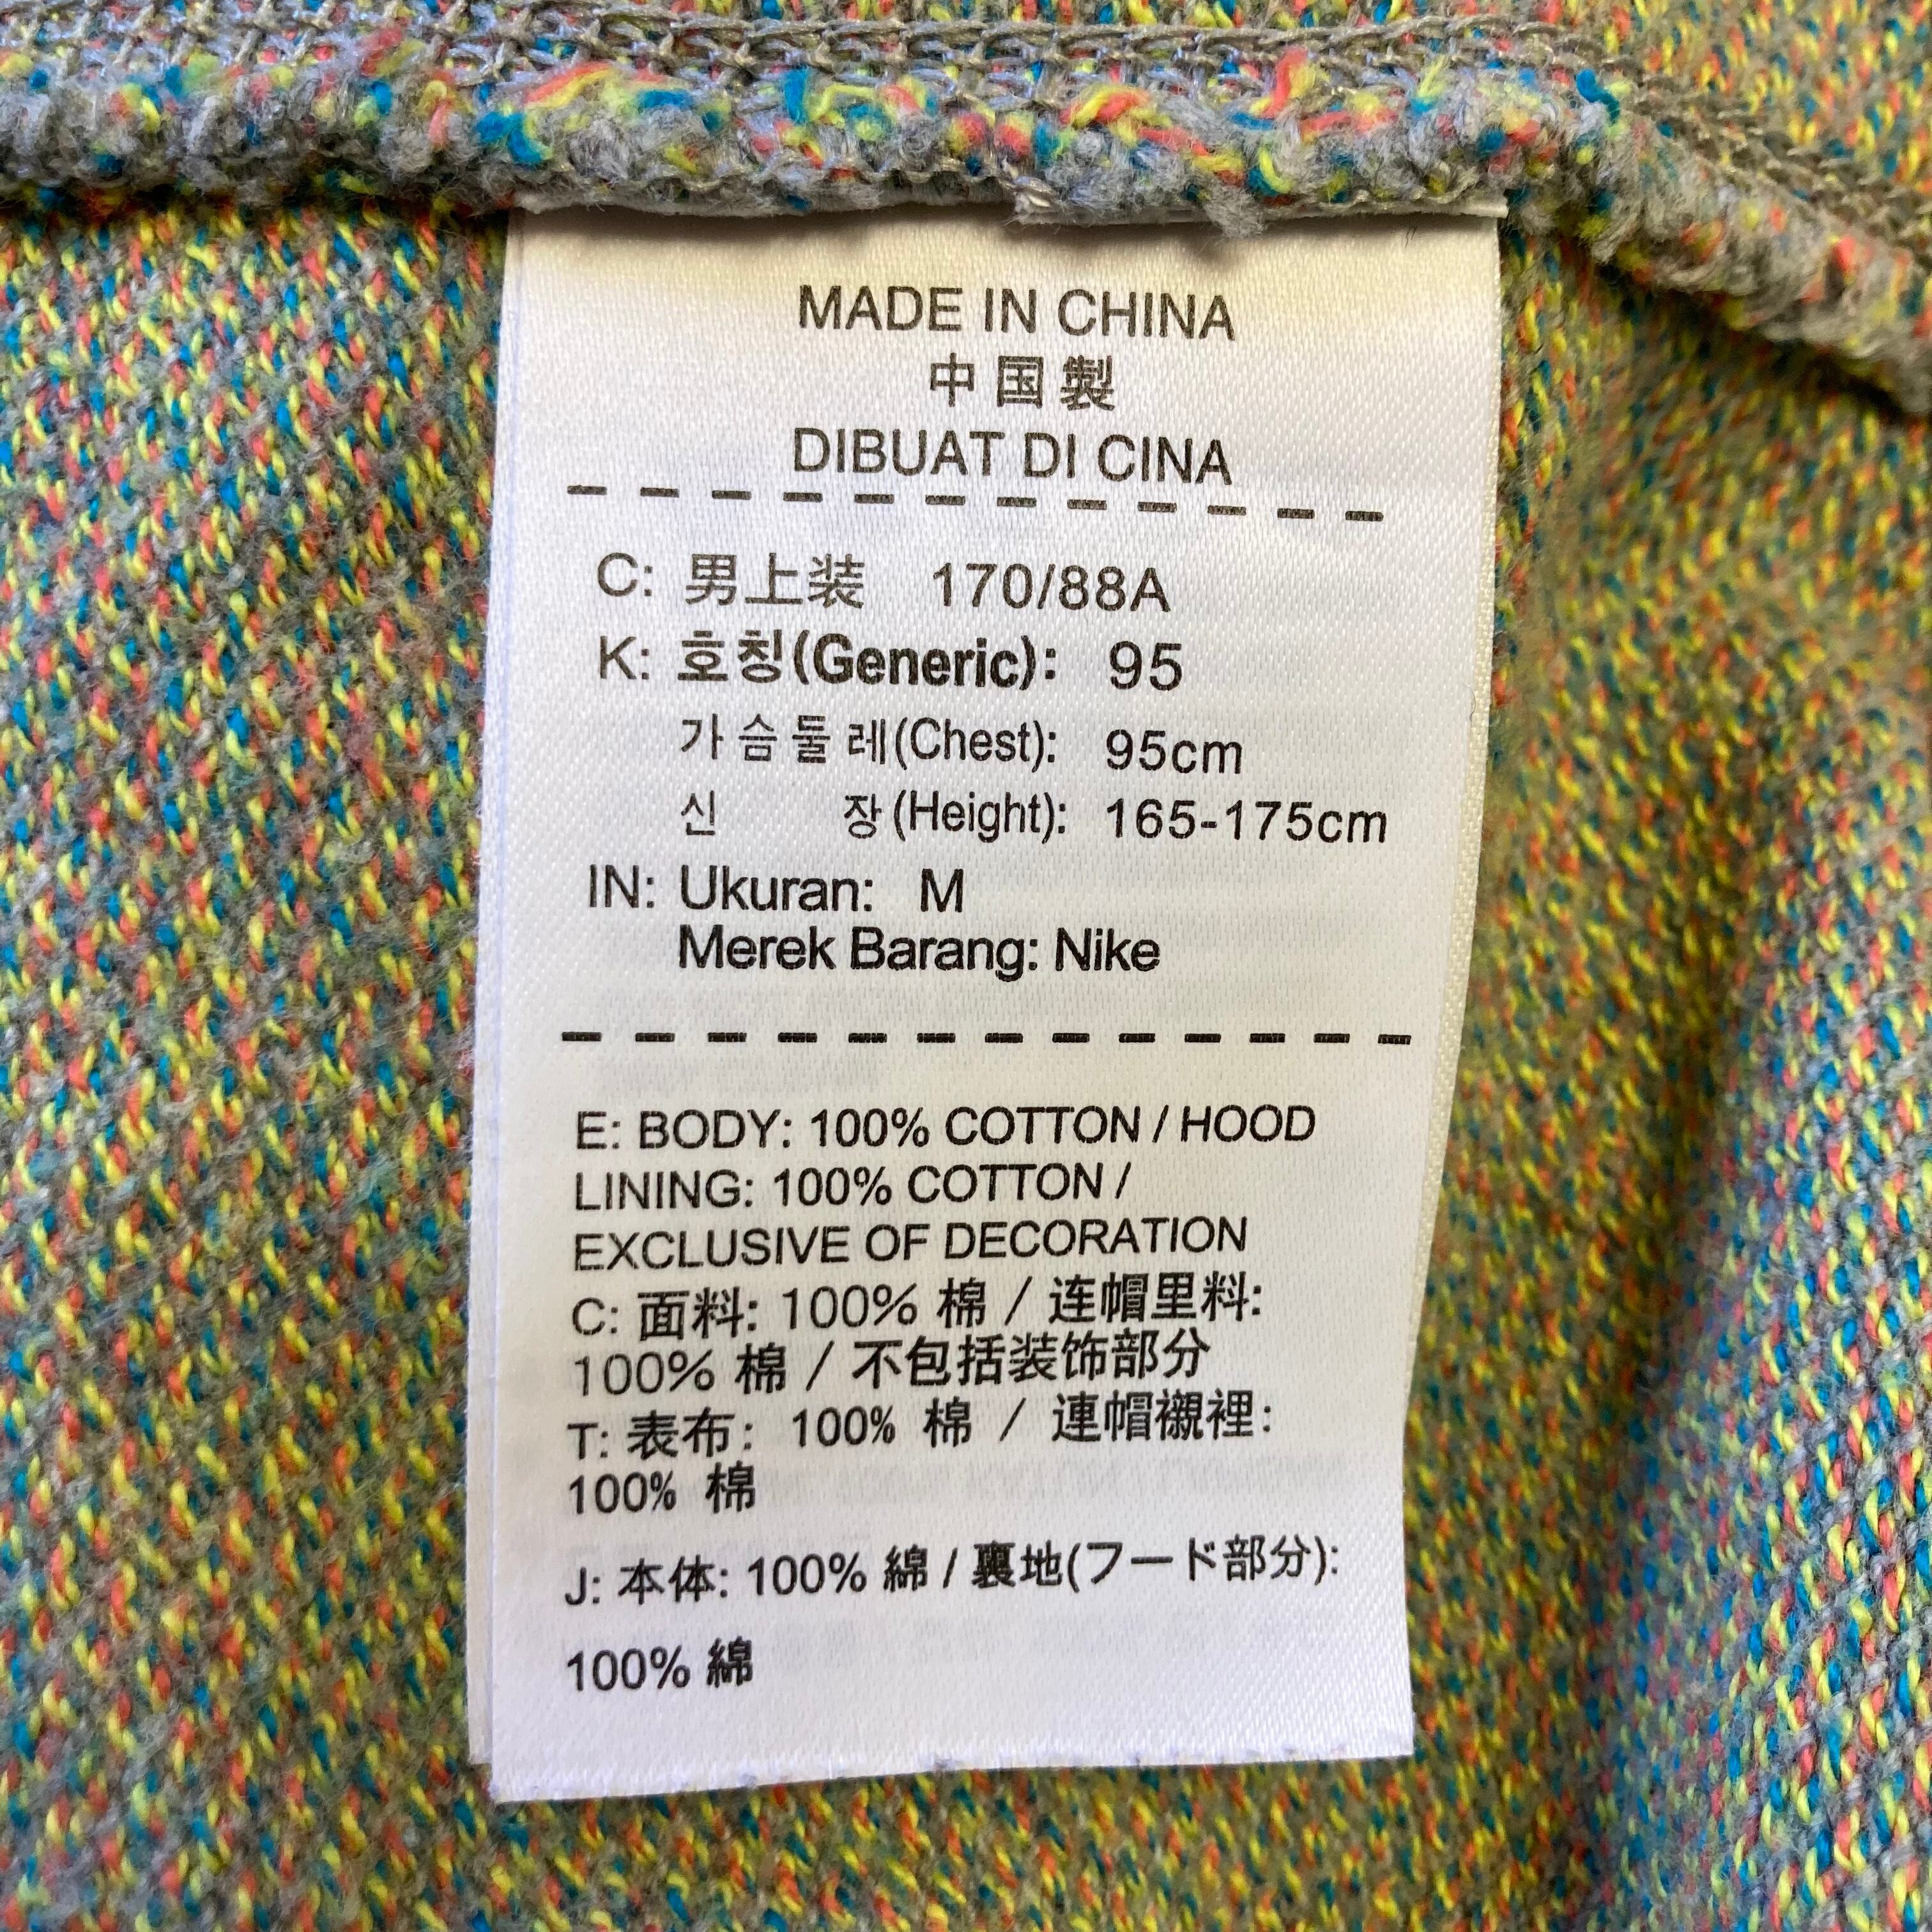 MADE IN CHINA
中国製
DIBUAT DI CINA
C: 男上装 170/88A
K: 호칭(Generic): 95
가슴둘레(Chest): 95cm
신 장(Height): 165-175cm
IN: Ukuran: M
Merek Barang: Nike
E: BODY: 100% COTTON / HOOD
LINING: 100% COTTON /
EXCLUSIVE OF DECORATION
C: 面料: 100% 棉 / 连帽里料:
100% 棉 / 不包括装饰部分
T: 表布: 100% 棉 / 連帽襯裡:
100% 棉
J: 本体: 100% 綿 / 裏地(フード部分):
100% 綿